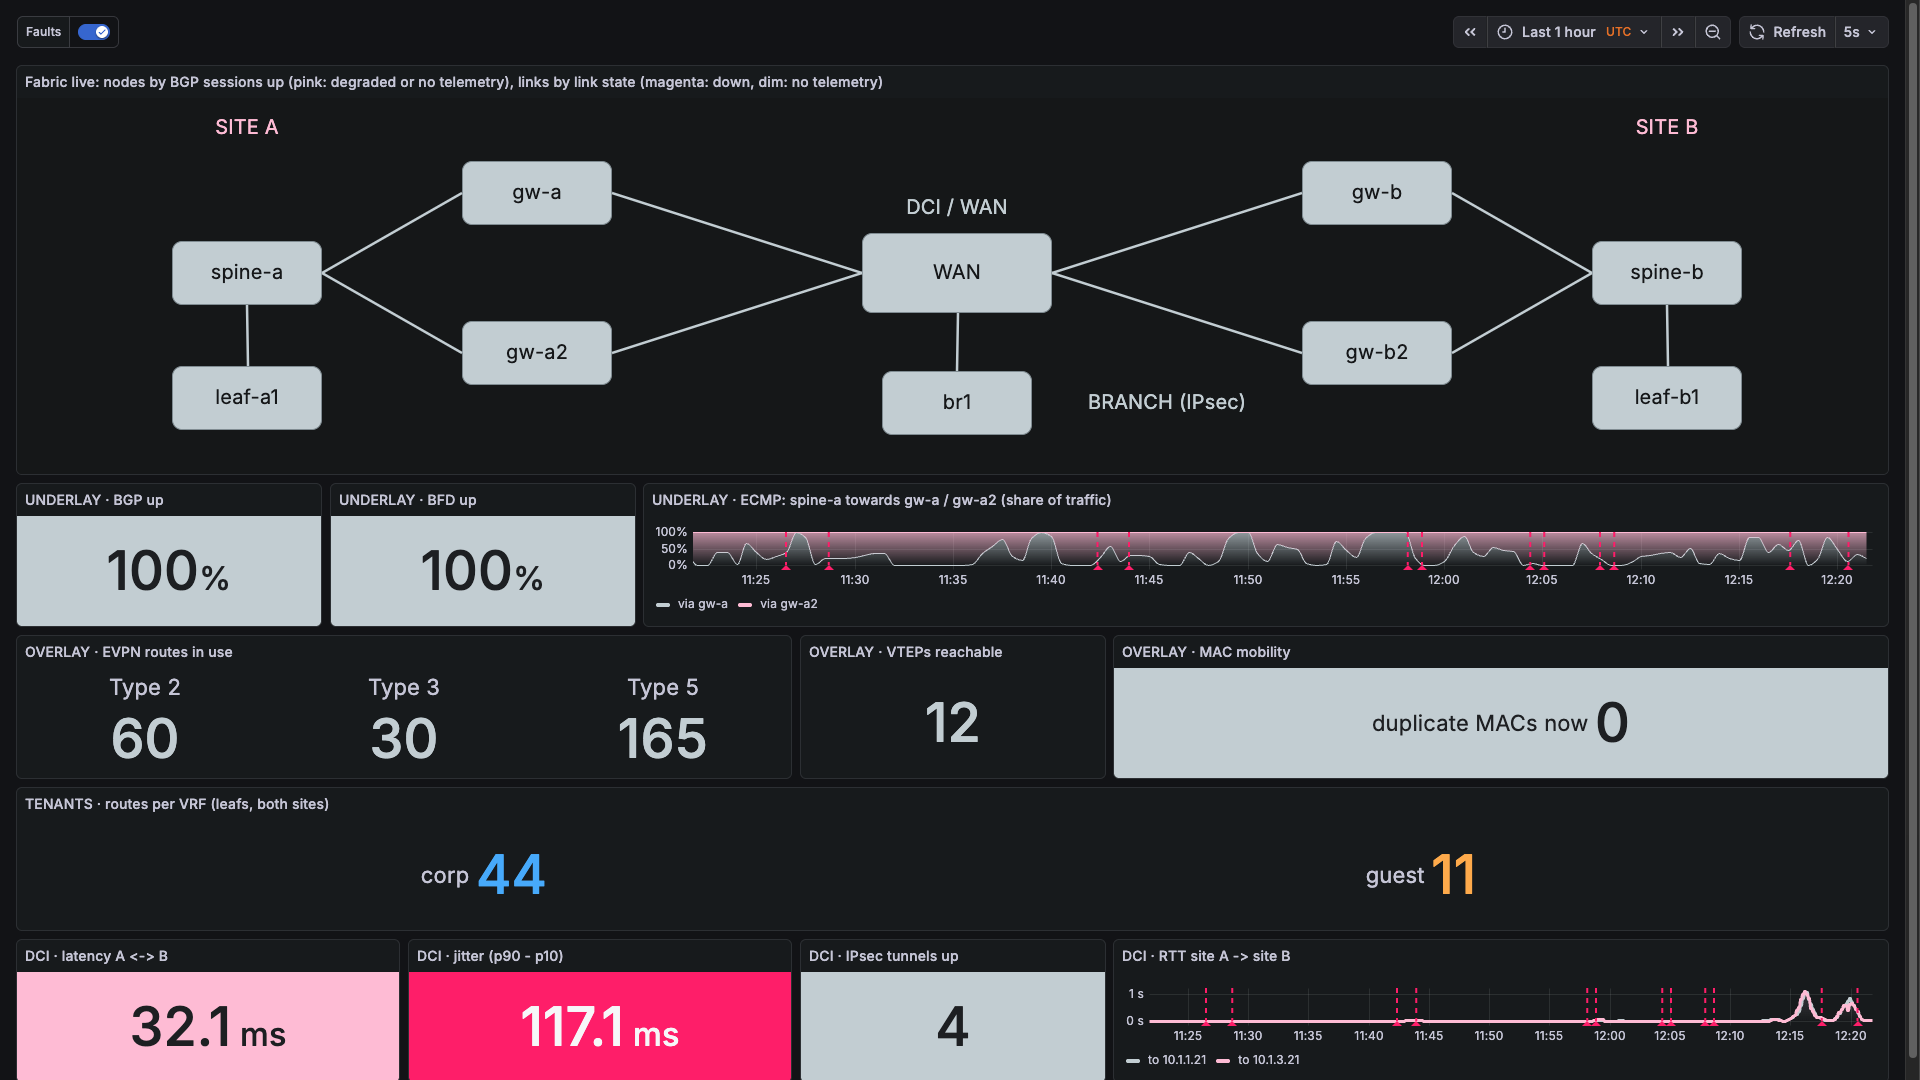 Faults
Last 1 hour UTC
Refresh 5s
Fabric live: nodes by BGP sessions up (pink: degraded or no telemetry), links by link state (magenta: down, dim: no telemetry)
SITE A
SITE B
gw-a
gw-b
DCI / WAN
spine-a
WAN
spine-b
gw-a2
gw-b2
leaf-a1
br1
BRANCH (IPsec)
leaf-b1
UNDERLAY · BGP up
100%
UNDERLAY · BFD up
100%
UNDERLAY · ECMP: spine-a towards gw-a / gw-a2 (share of traffic)
100%
50%
0%
11:25 11:30 11:35 11:40 11:45 11:50 11:55 12:00 12:05 12:10 12:15 12:20
via gw-a via gw-a2
OVERLAY · EVPN routes in use
Type 2 Type 3 Type 5
60 30 165
OVERLAY · VTEPs reachable
12
OVERLAY · MAC mobility
duplicate MACs now 0
TENANTS · routes per VRF (leafs, both sites)
corp 44
guest 11
DCI · latency A <-> B
32.1 ms
DCI · jitter (p90 - p10)
117.1 ms
DCI · IPsec tunnels up
4
DCI · RTT site A -> site B
1 s
0 s
11:25 11:30 11:35 11:40 11:45 11:50 11:55 12:00 12:05 12:10 12:15 12:20
to 10.1.1.21 to 10.1.3.21